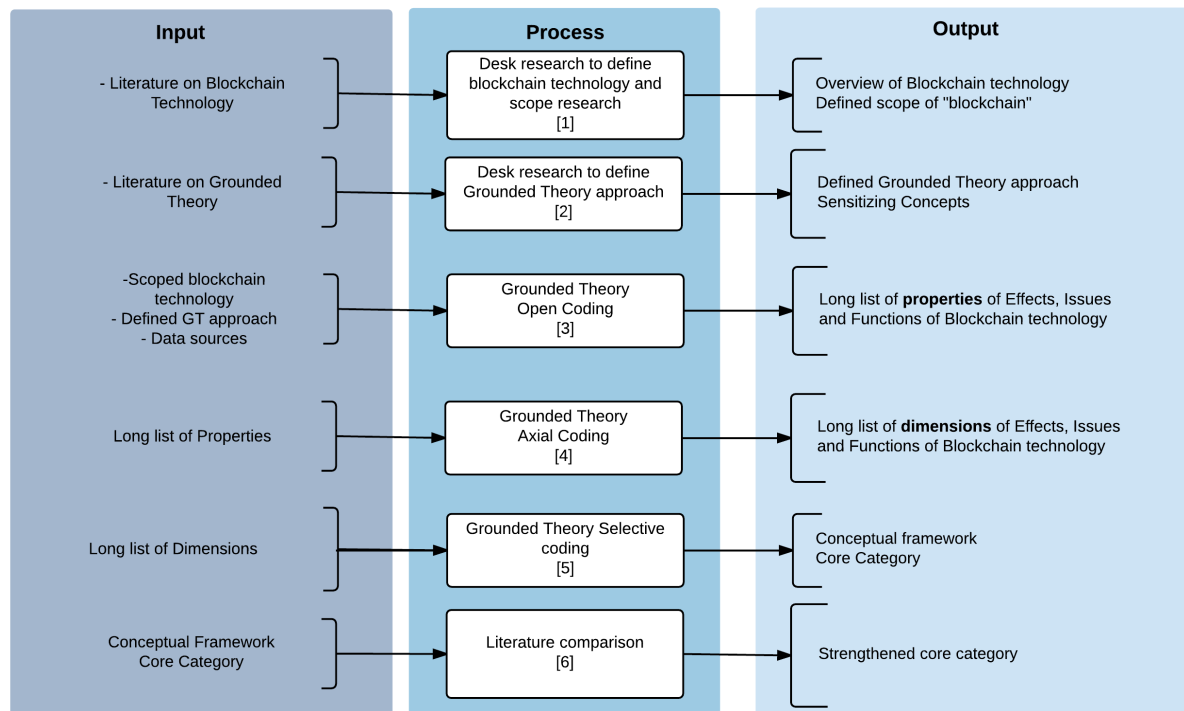 Input
Process
Output
- Literature on Blockchain
Technology
Desk research to define
blockchain technology and
scope research
[1]
Overview of Blockchain technology
Defined scope of "blockchain"
- Literature on Grounded
Theory
Desk research to define
Grounded Theory approach
[2]
Defined Grounded Theory approach
Sensitizing Concepts
-Scoped blockchain
technology
- Defined GT approach
- Data sources
Grounded Theory
Open Coding
[3]
Long list of properties of Effects, Issues
and Functions of Blockchain technology
Long list of Properties
Grounded Theory
Axial Coding
[4]
Long list of dimensions of Effects, Issues
and Functions of Blockchain technology
Long list of Dimensions
Grounded Theory Selective
coding
[5]
Conceptual framework
Core Category
Conceptual Framework
Core Category
Literature comparison
[6]
Strengthened core category